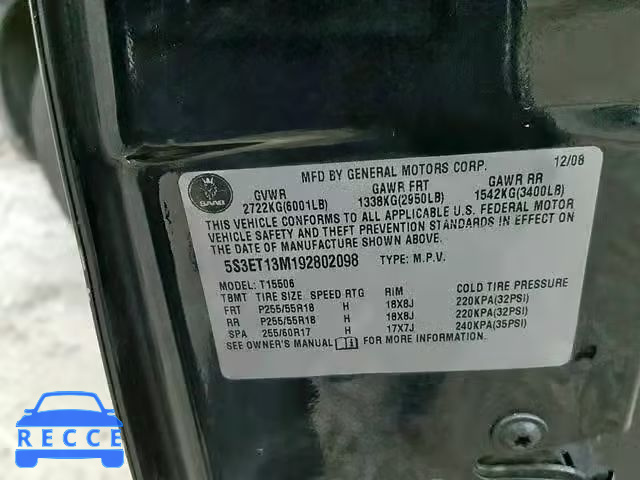 MFD BY GENERAL MOTORS CORP. 12/08
SAAB
GVWR GAWR FRT GAWR RR
2722KG(6001LB) 1338KG(2950LB) 1542KG(3400LB)
THIS VEHICLE CONFORMS TO ALL APPLICABLE U.S. FEDERAL MOTOR
VEHICLE SAFETY AND THEFT PREVENTION STANDARDS IN EFFECT ON
THE DATE OF MANUFACTURE SHOWN ABOVE.
5S3ET13M192802098 TYPE: M.P.V.
MODEL: T15506
TBMT TIRE SIZE SPEED RTG RIM COLD TIRE PRESSURE
FRT P255/55R18 H 18X8J 220KPA(32PSI)
RR P255/55R18 H 18X8J 220KPA(32PSI)
SPA 255/60R17 H 17X7J 240KPA(35PSI)
SEE OWNER'S MANUAL FOR MORE INFORMATION.
RECCE